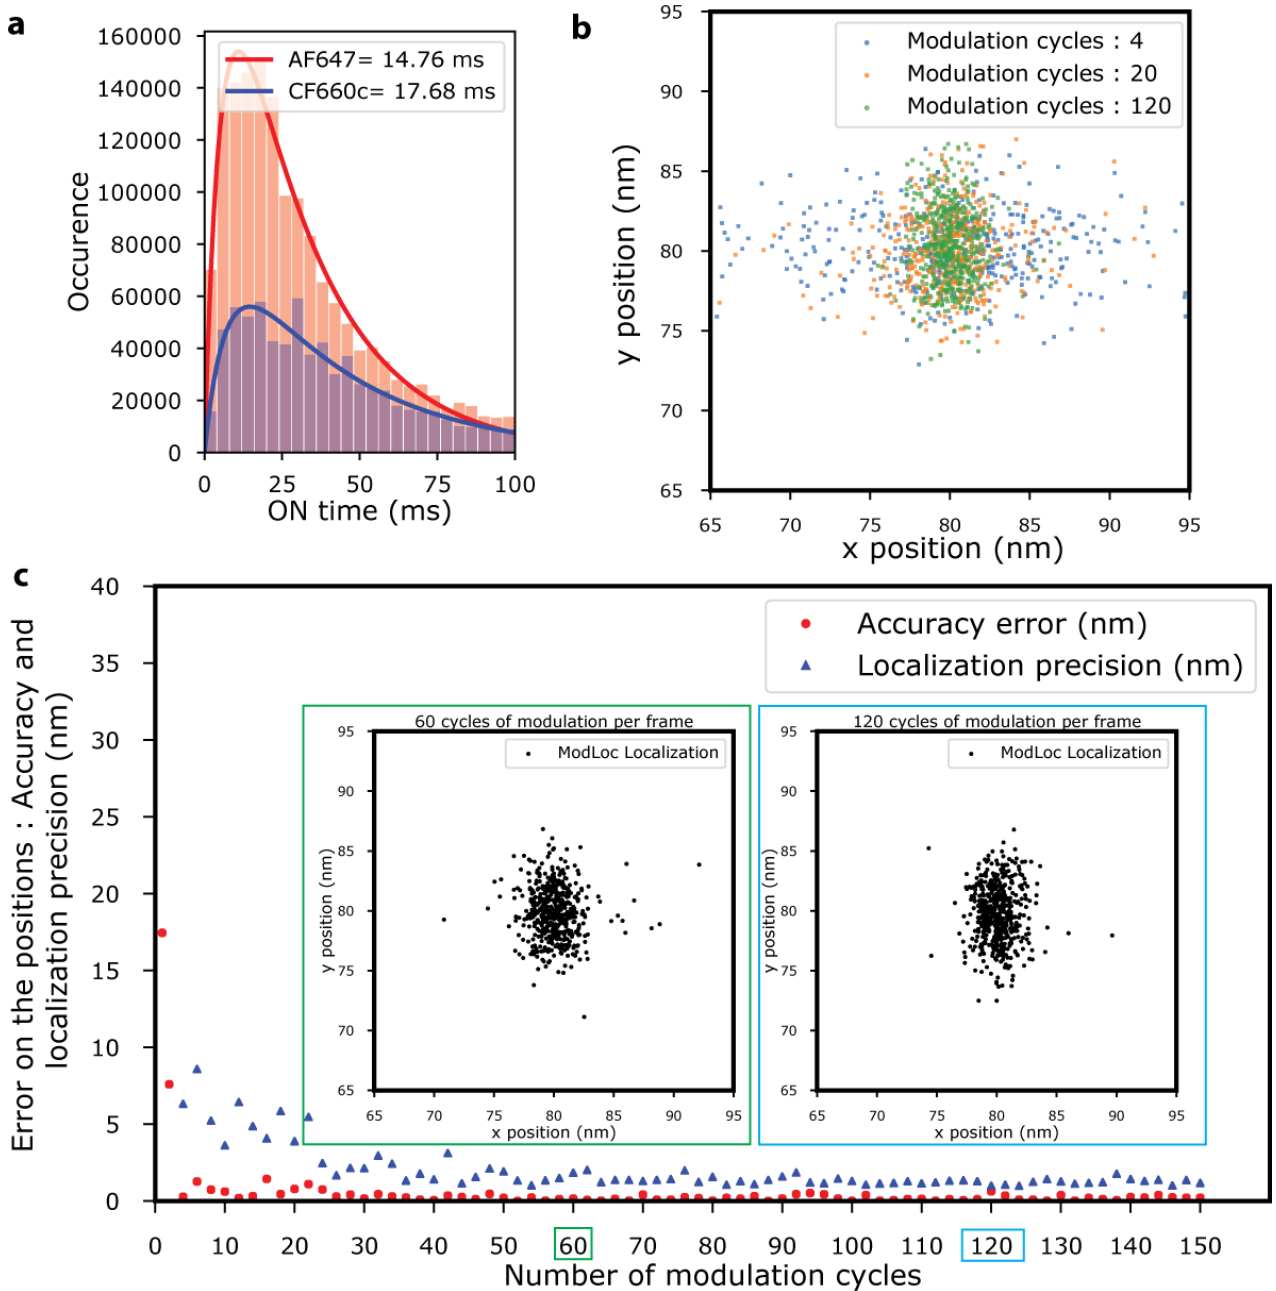 a
160000
140000
120000
100000
80000
60000
40000
20000
0
Occurence
AF647= 14.76 ms
CF660c= 17.68 ms
0 25 50 75 100
ON time (ms)
b
95
90
85
80
75
70
65
y position (nm)
Modulation cycles : 4
Modulation cycles : 20
Modulation cycles : 120
65 70 75 80 85 90 95
x position (nm)
c
40
35
30
25
20
15
10
5
0
Error on the positions : Accuracy and
localization precision (nm)
Accuracy error (nm)
Localization precision (nm)
60 cycles of modulation per frame
ModLoc Localization
95
90
85
80
75
70
65
y position (nm)
65 70 75 80 85 90 95
x position (nm)
120 cycles of modulation per frame
ModLoc Localization
95
90
85
80
75
70
65
y position (nm)
65 70 75 80 85 90 95
x position (nm)
0 10 20 30 40 50 60 70 80 90 100 110 120 130 140 150
Number of modulation cycles